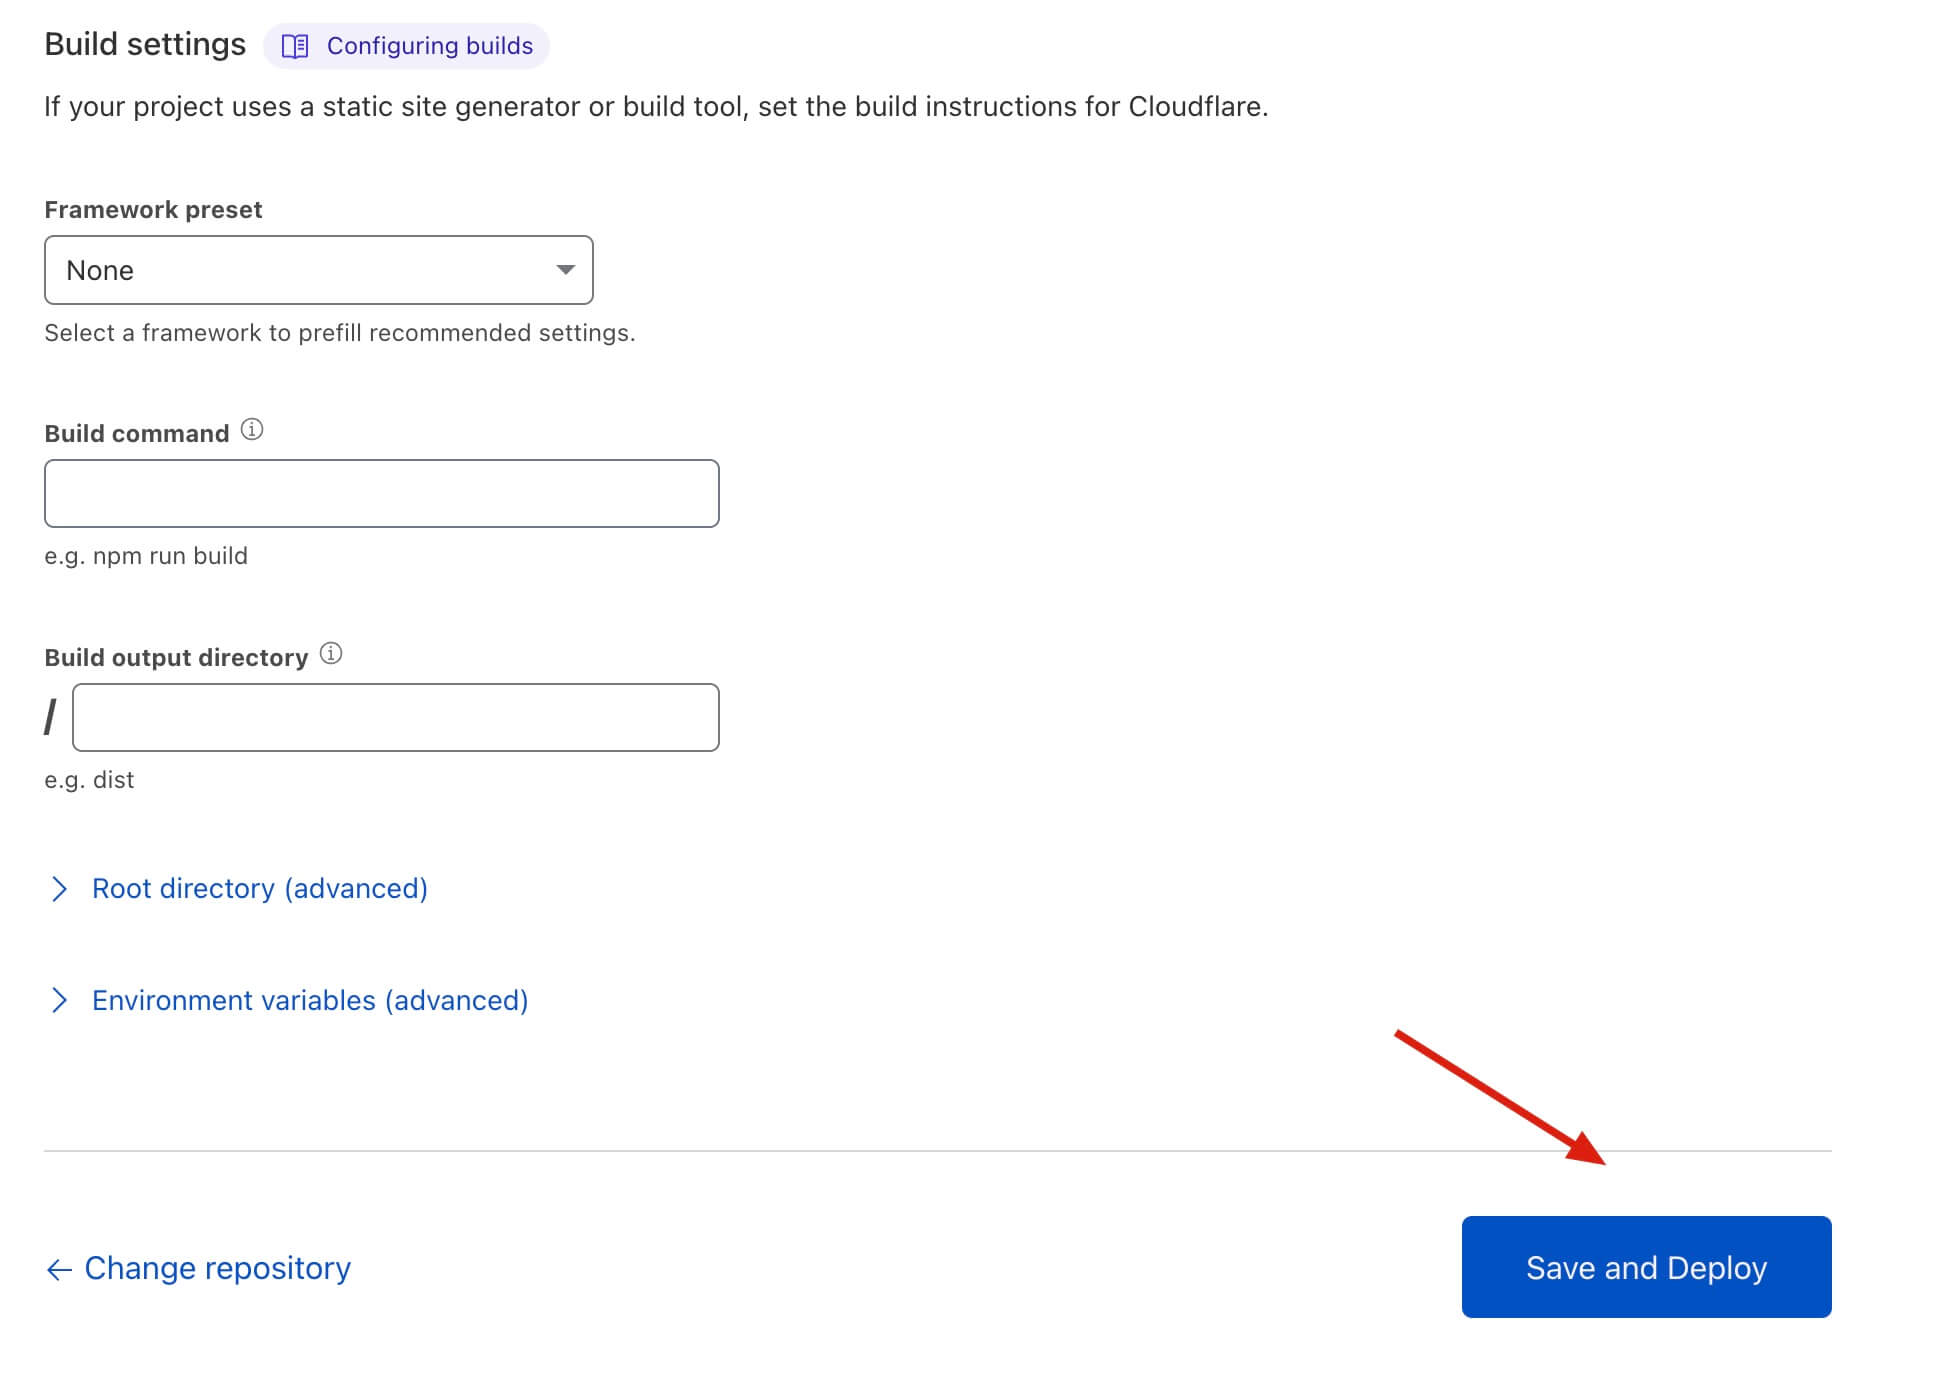 Build settings Configuring builds
If your project uses a static site generator or build tool, set the build instructions for Cloudflare.
Framework preset
None
Select a framework to prefill recommended settings.
Build command
e.g. npm run build
Build output directory
/
e.g. dist
Root directory (advanced)
Environment variables (advanced)
Change repository
Save and Deploy